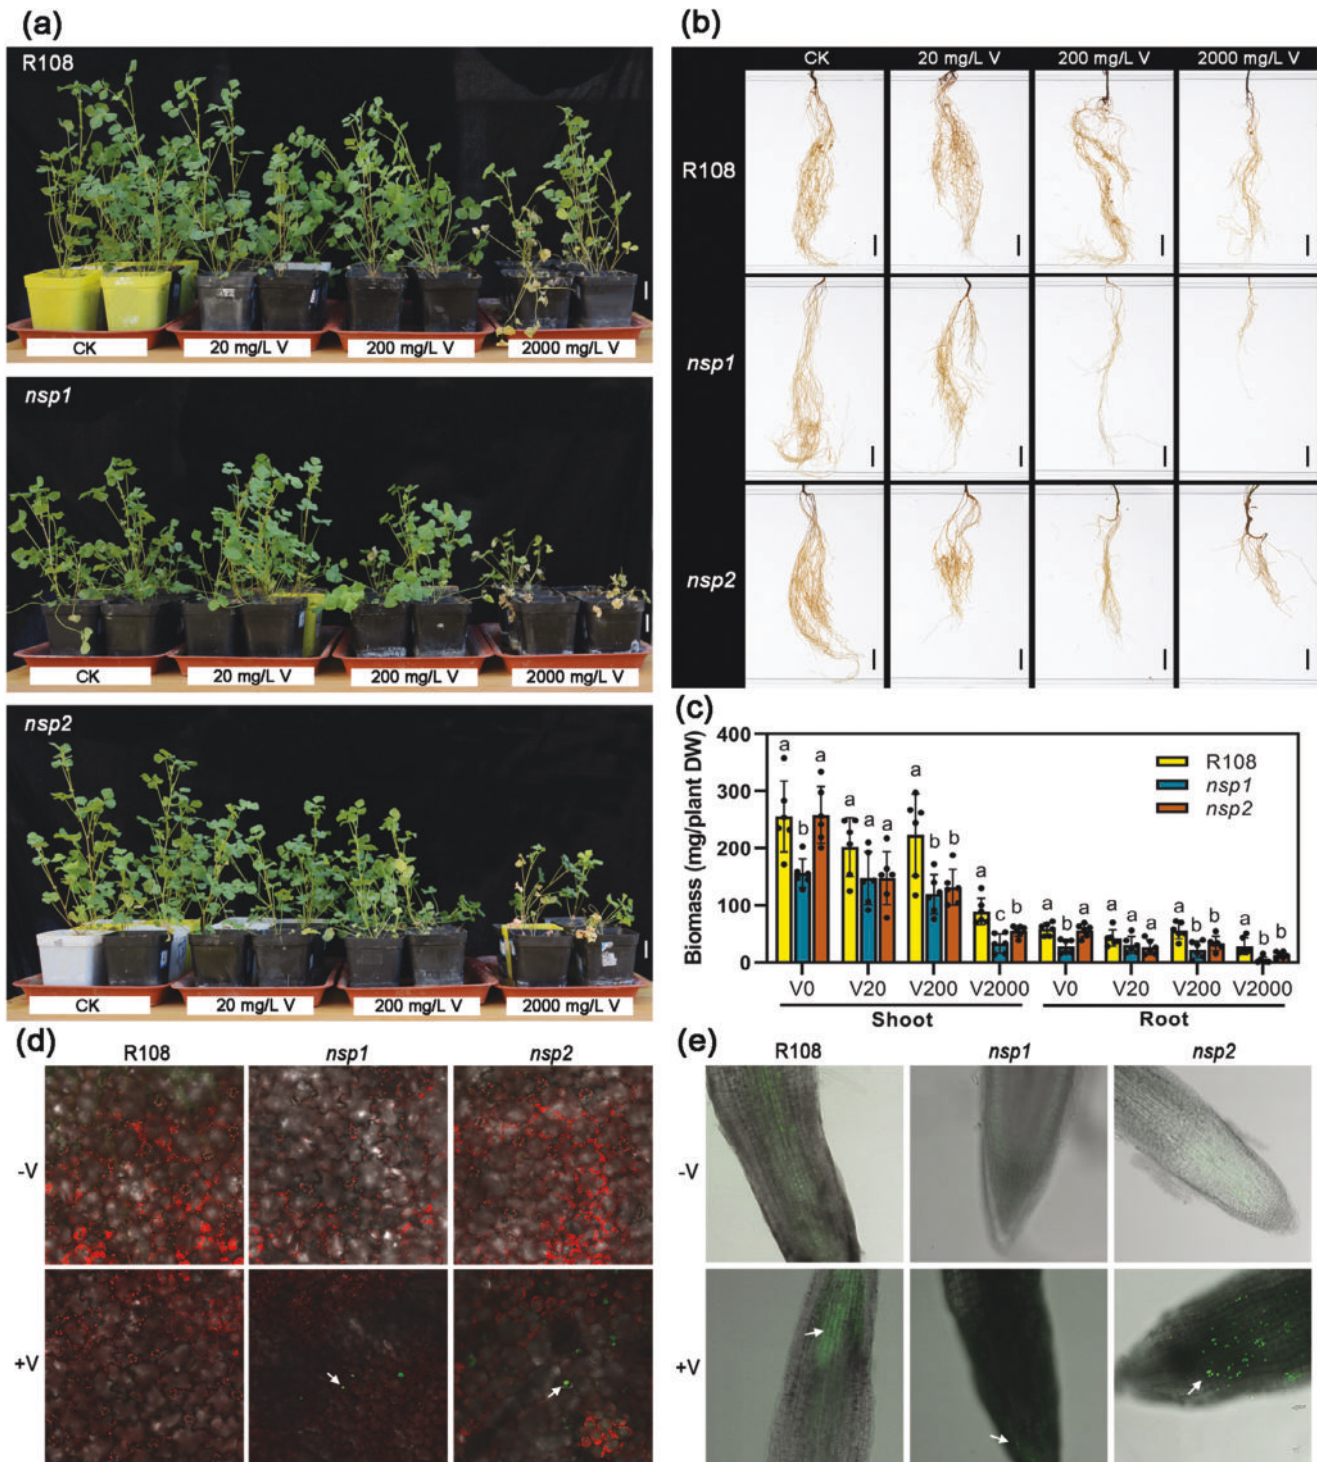 (a)
R108
CK
20 mg/L V
200 mg/L V
2000 mg/L V
nsp1
CK
20 mg/L V
200 mg/L V
2000 mg/L V
nsp2
CK
20 mg/L V
200 mg/L V
2000 mg/L V
(b)
CK
20 mg/L V
200 mg/L V
2000 mg/L V
R108
nsp1
nsp2
(c)
Biomass (mg/plant DW)
400
300
200
100
0
a b a
a a a
a b b
a c b
a b a
a a a
a b b
a b b
R108
nsp1
nsp2
V0 V20 V200 V2000 V0 V20 V200 V2000
Shoot Root
(d)
R108 nsp1 nsp2
-V
+V
(e)
R108 nsp1 nsp2
-V
+V